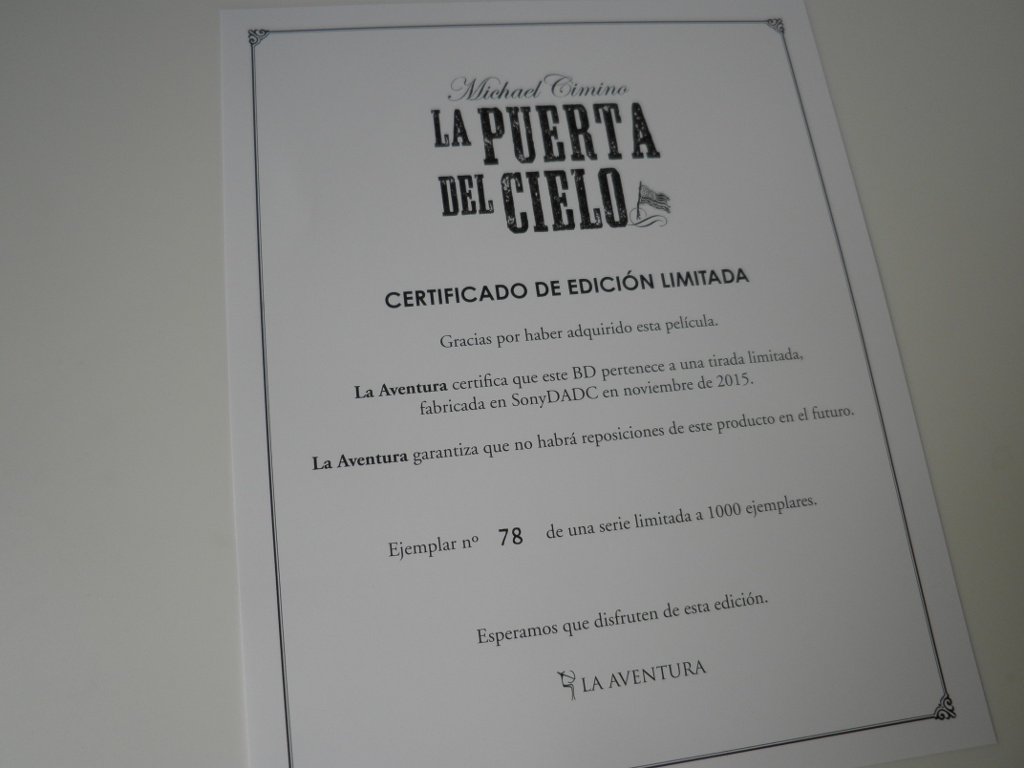 Michael Cimino
LA PUERTA
DEL CIELO
CERTIFICADO DE EDICIÓN LIMITADA
Gracias por haber adquirido esta película.
La Aventura certifica que este BD pertenece a una tirada limitada,
fabricada en SonyDADC en noviembre de 2015.
La Aventura garantiza que no habrá reposiciones de este producto en el futuro.
Ejemplar nº 78 de una serie limitada a 1000 ejemplares.
Esperamos que disfruten de esta edición.
LA AVENTURA